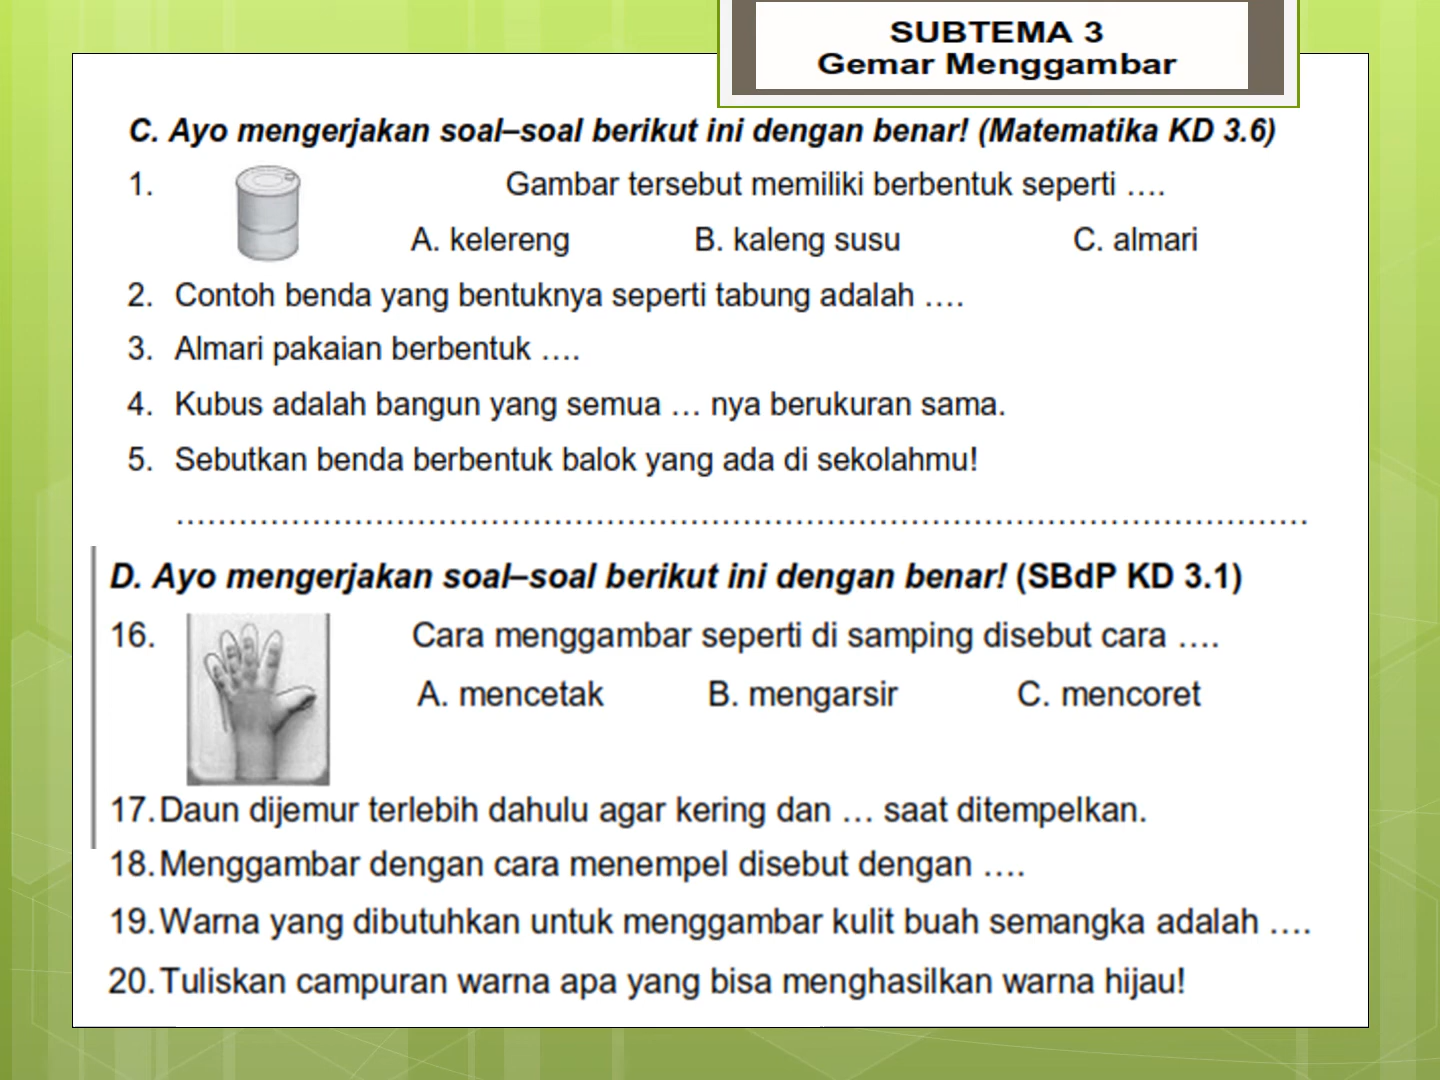 SUBTEMA 3
Gemar Menggambar
C. Ayo mengerjakan soal–soal berikut ini dengan benar! (Matematika KD 3.6)
1. Gambar tersebut memiliki berbentuk seperti ….
A. kelereng B. kaleng susu C. almari
2. Contoh benda yang bentuknya seperti tabung adalah ….
3. Almari pakaian berbentuk ….
4. Kubus adalah bangun yang semua … nya berukuran sama.
5. Sebutkan benda berbentuk balok yang ada di sekolahmu!
…………………………………………………………………………………………
D. Ayo mengerjakan soal–soal berikut ini dengan benar! (SBdP KD 3.1)
16. Cara menggambar seperti di samping disebut cara ….
A. mencetak B. mengarsir C. mencoret
17. Daun dijemur terlebih dahulu agar kering dan … saat ditempelkan.
18. Menggambar dengan cara menempel disebut dengan ….
19. Warna yang dibutuhkan untuk menggambar kulit buah semangka adalah ….
20. Tuliskan campuran warna apa yang bisa menghasilkan warna hijau!